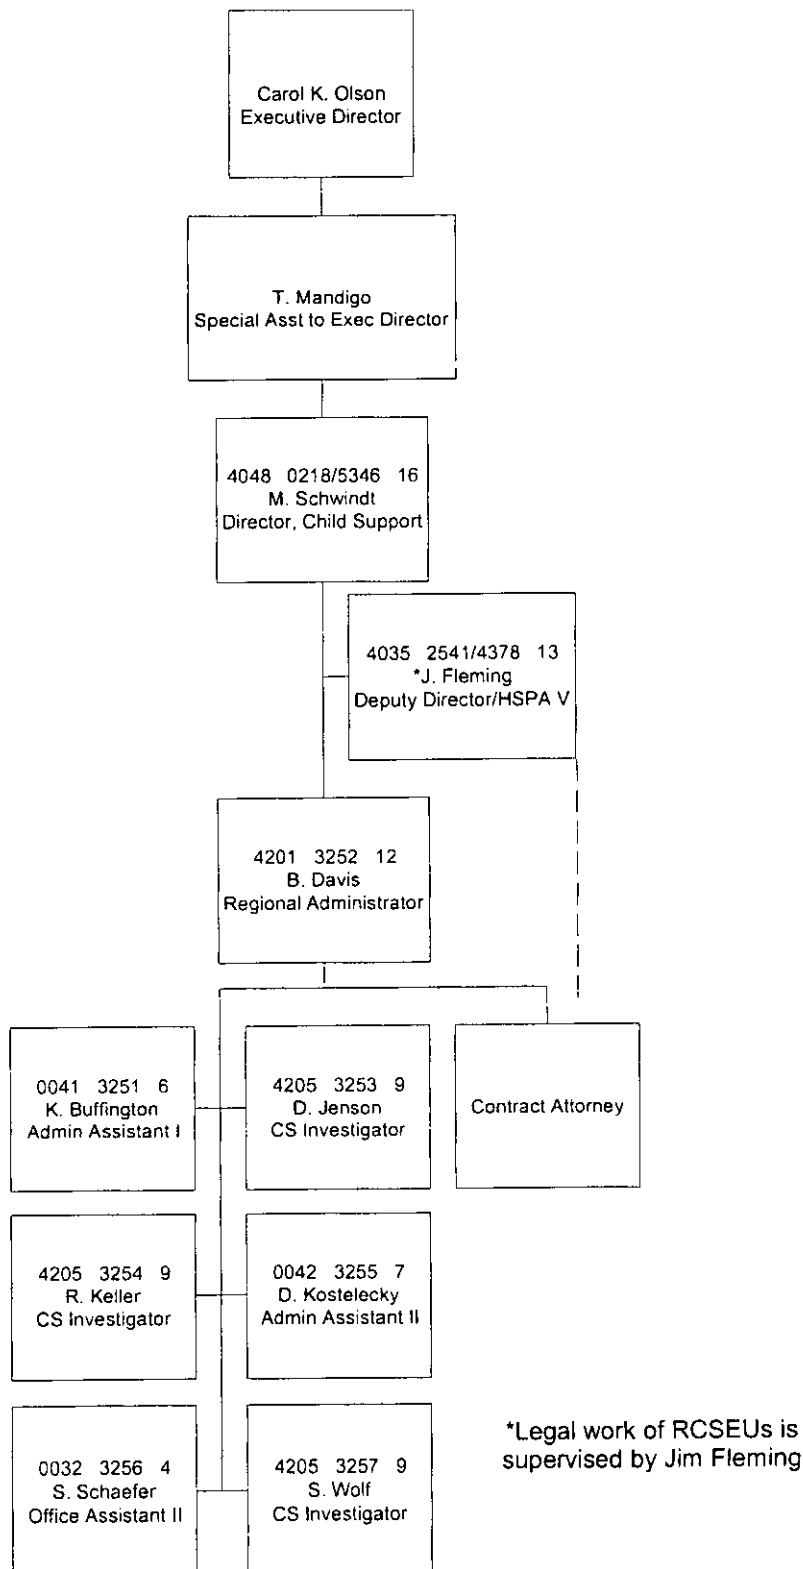 Carol K. Olson
Executive Director
T. Mandigo
Special Asst to Exec Director
4048 0218/5346 16
M. Schwindt
Director, Child Support
4035 2541/4378 13
*J. Fleming
Deputy Director/HSPA V
4201 3252 12
B. Davis
Regional Administrator
0041 3251 6
K. Buffington
Admin Assistant I
4205 3253 9
D. Jenson
CS Investigator
Contract Attorney
4205 3254 9
R. Keller
CS Investigator
0042 3255 7
D. Kostelecky
Admin Assistant II
0032 3256 4
S. Schaefer
Office Assistant II
4205 3257 9
S. Wolf
CS Investigator
*Legal work of RCSEUs is
supervised by Jim Fleming